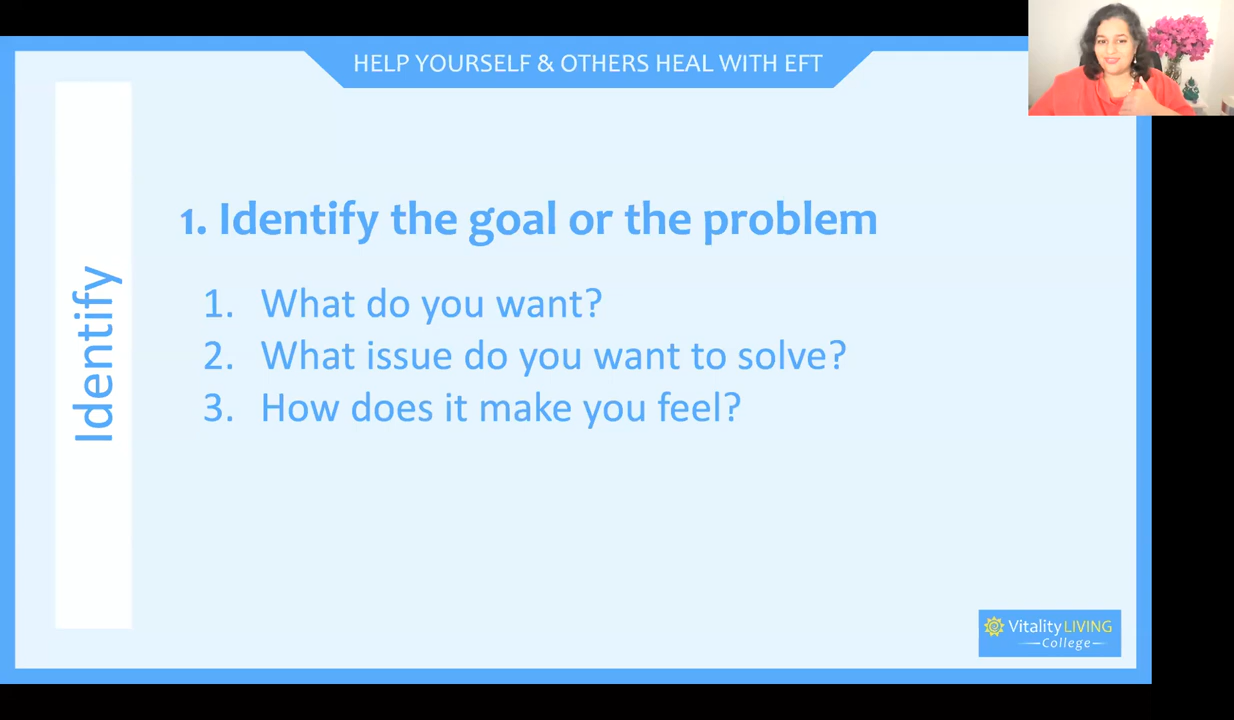 HELP YOURSELF & OTHERS HEAL WITH EFT
Identify
1. Identify the goal or the problem
1. What do you want?
2. What issue do you want to solve?
3. How does it make you feel?
Vitality LIVING
College